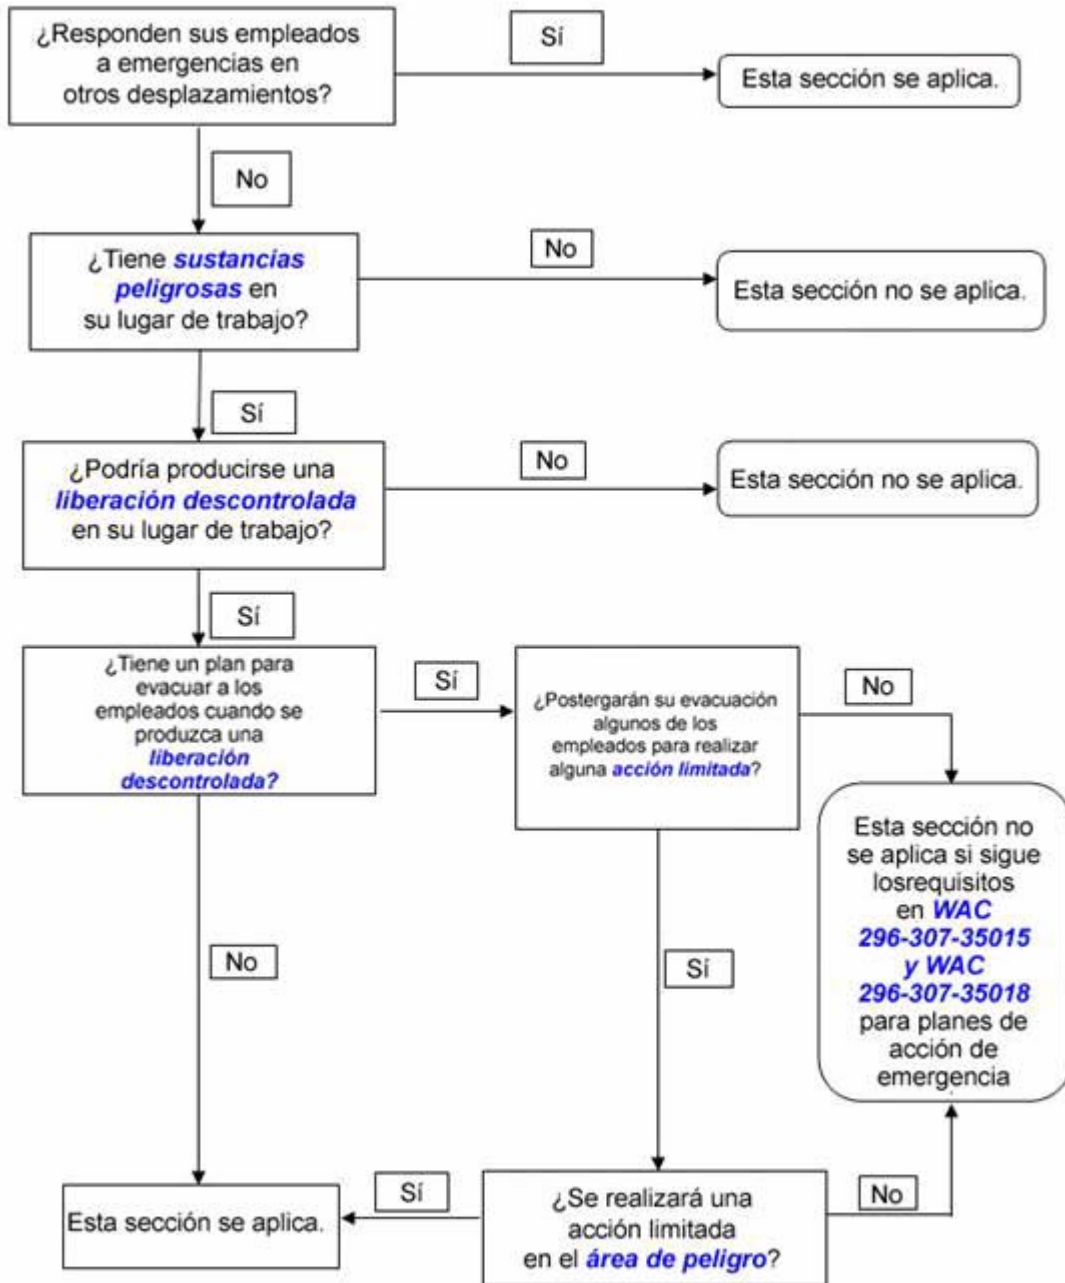 ¿Responden sus empleados
a emergencias en
otros desplazamientos?
Sí
Esta sección se aplica.
No
¿Tiene sustancias
peligrosas en
su lugar de trabajo?
No
Esta sección no se aplica.
Sí
¿Podría producirse una
liberación descontrolada
en su lugar de trabajo?
No
Esta sección no se aplica.
Sí
¿Tiene un plan para
evacuar a los
empleados cuando se
produzca una
liberación
descontrolada?
Sí
¿Postergarán su evacuación
algunos de los
empleados para realizar
alguna acción limitada?
No
Esta sección no
se aplica si sigue
losrequisitos
en WAC
296-307-35015
y WAC
296-307-35018
para planes de
acción de
emergencia
No
Sí
Esta sección se aplica.
Sí
¿Se realizará una
acción limitada
en el área de peligro?
No